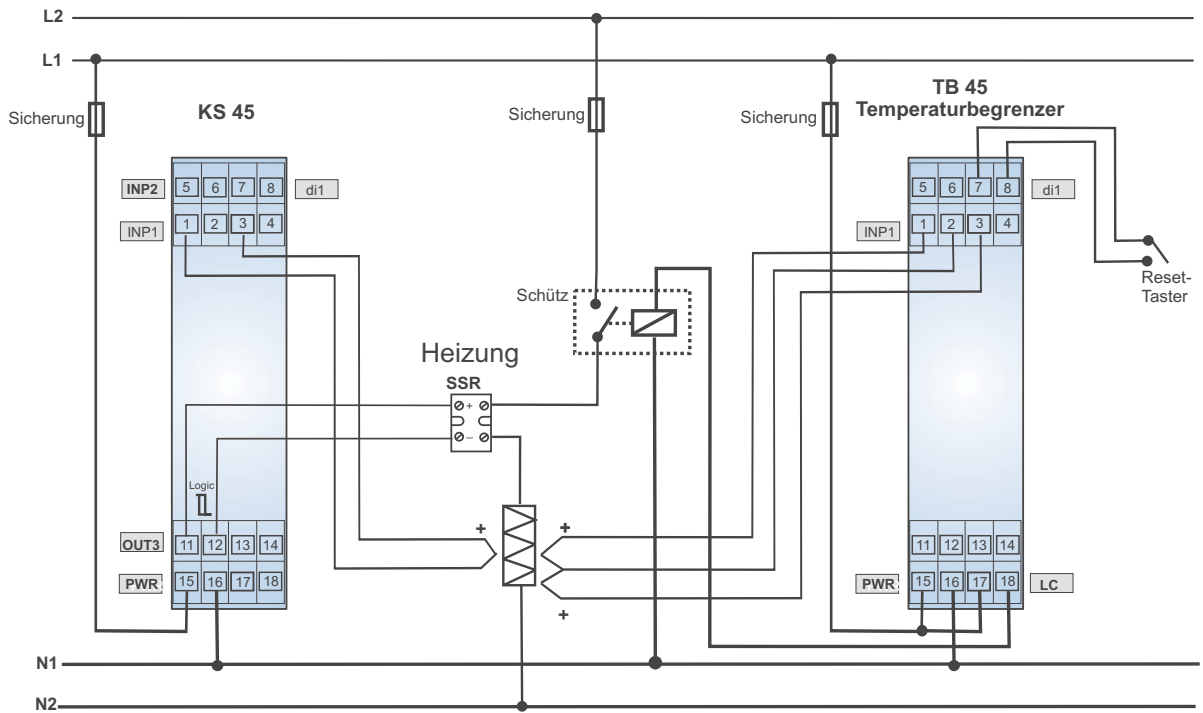 L2
L1
Sicherung
KS 45
Sicherung
Sicherung
TB 45
Temperaturbegrenzer
INP2
5 6 7 8
di1
INP1
1 2 3 4
5 6 7 8
di1
INP1
1 2 3 4
Reset-
Taster
Schütz
Heizung
SSR
+
–
Logic
OUT3
11 12 13 14
PWR
15 16 17 18
+
+
+
11 12 13 14
PWR
15 16 17 18
LC
N1
N2